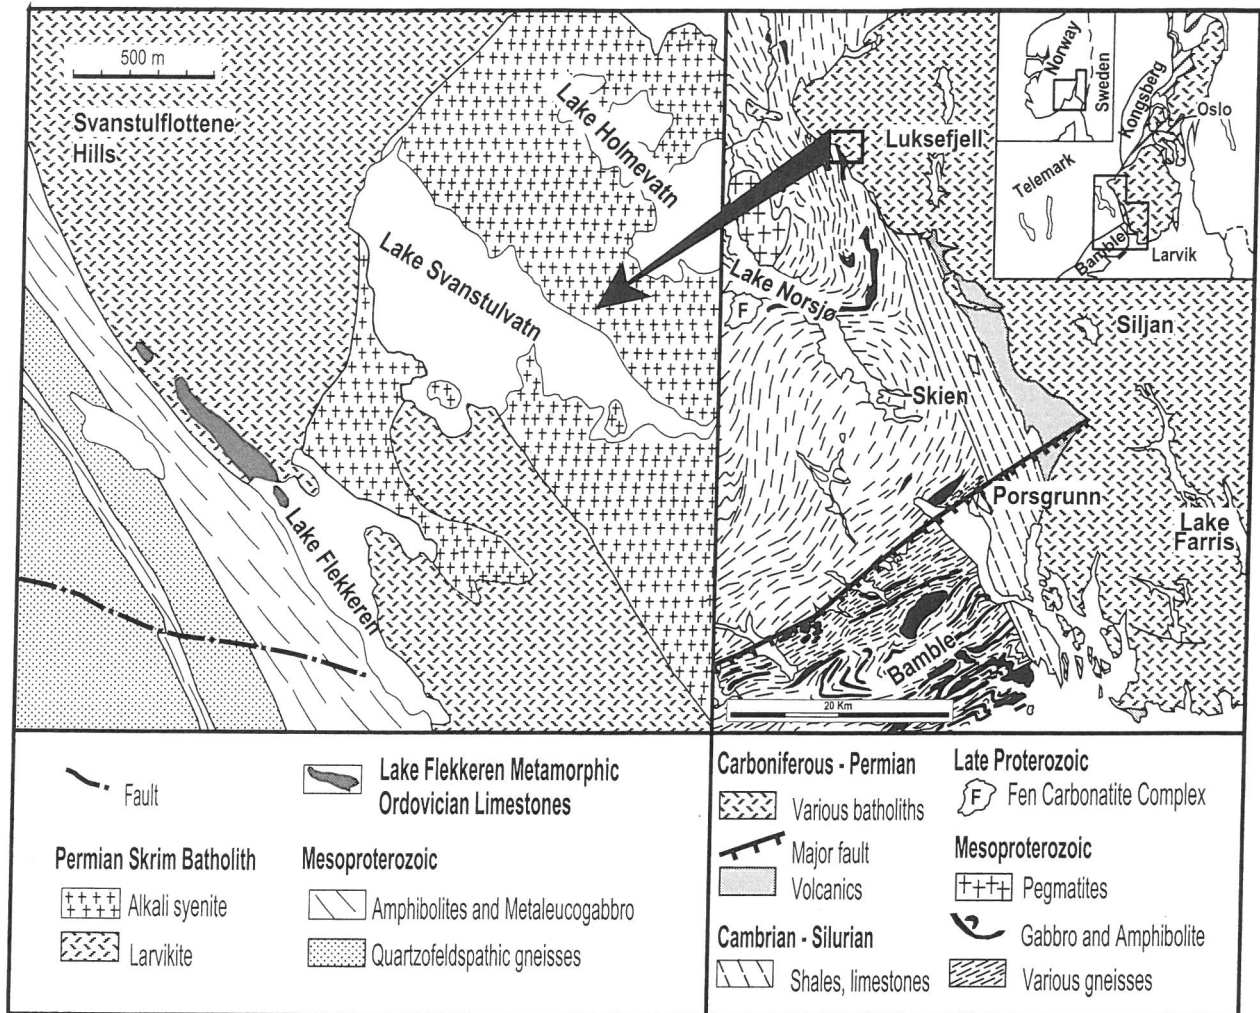 500 m
Svanstulflottene
Hills
Lake Holmevatn
Lake Svanstulvatn
Lake Flekkeren
Luksefjell
Lake Norsjø
F
Skien
Siljan
Porsgrunn
Lake
Farris
Bamble
20 Km
Norway
Sweden
Kongsberg
Oslo
Telemark
Bamble
Larvik
Fault
Lake Flekkeren Metamorphic
Ordovician Limestones
Permian Skrim Batholith
Alkali syenite
Larvikite
Mesoproterozoic
Amphibolites and Metaleucogabbro
Quartzofeldspathic gneisses
Carboniferous - Permian
Various batholiths
Major fault
Volcanics
Cambrian - Silurian
Shales, limestones
Late Proterozoic
F Fen Carbonatite Complex
Mesoproterozoic
Pegmatites
Gabbro and Amphibolite
Various gneisses